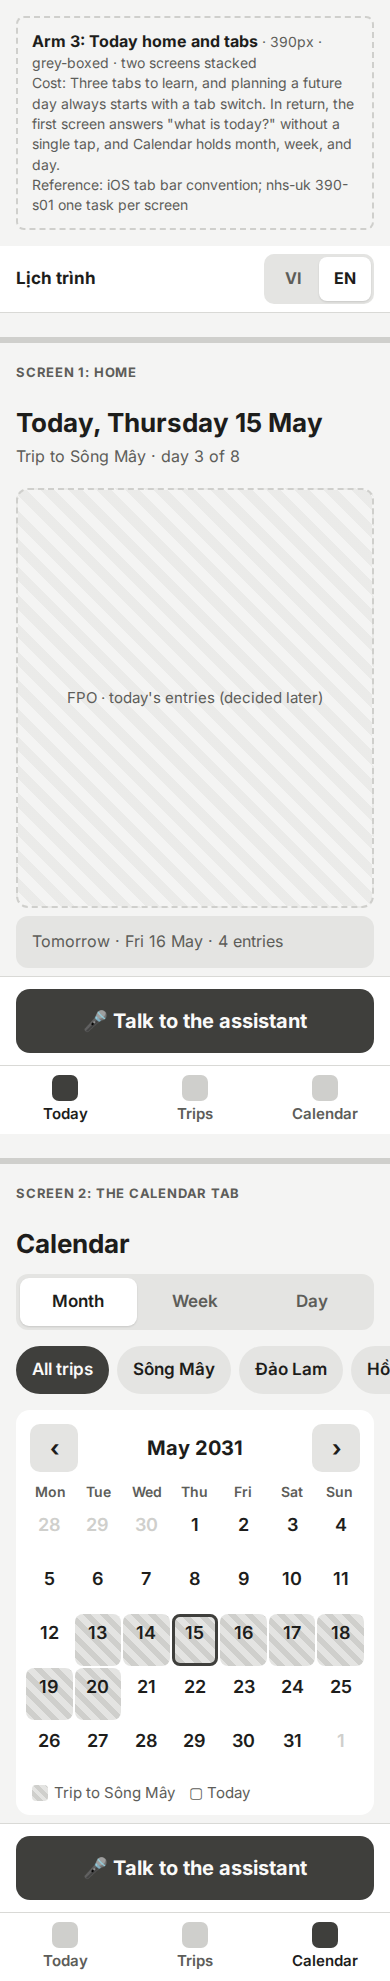 Arm 3: Today home and tabs · 390px ·
grey-boxed · two screens stacked
Cost: Three tabs to learn, and planning a future
day always starts with a tab switch. In return, the
first screen answers "what is today?" without a
single tap, and Calendar holds month, week, and
day.
Reference: iOS tab bar convention; nhs-uk 390-
s01 one task per screen
Lịch trình VI EN
SCREEN 1: HOME
Today, Thursday 15 May
Trip to Sông Mây · day 3 of 8
FPO · today's entries (decided later)
Tomorrow · Fri 16 May · 4 entries
🎤 Talk to the assistant
Today Trips Calendar
SCREEN 2: THE CALENDAR TAB
Calendar
Month Week Day
All trips Sông Mây Đảo Lam Hồ
‹ May 2031 ›
Mon Tue Wed Thu Fri Sat Sun
28 29 30 1 2 3 4
5 6 7 8 9 10 11
12 13 14 15 16 17 18
19 20 21 22 23 24 25
26 27 28 29 30 31 1
Trip to Sông Mây ▢ Today
🎤 Talk to the assistant
Today Trips Calendar